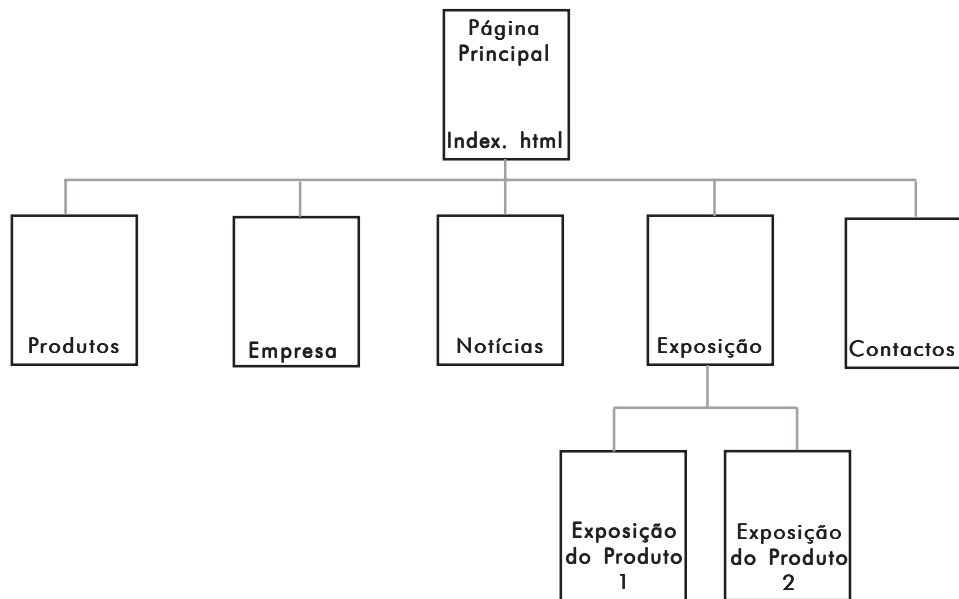 Página
Principal
Index. html
Produtos
Empresa
Notícias
Exposição
Contactos
Exposição
do Produto
1
Exposição
do Produto
2